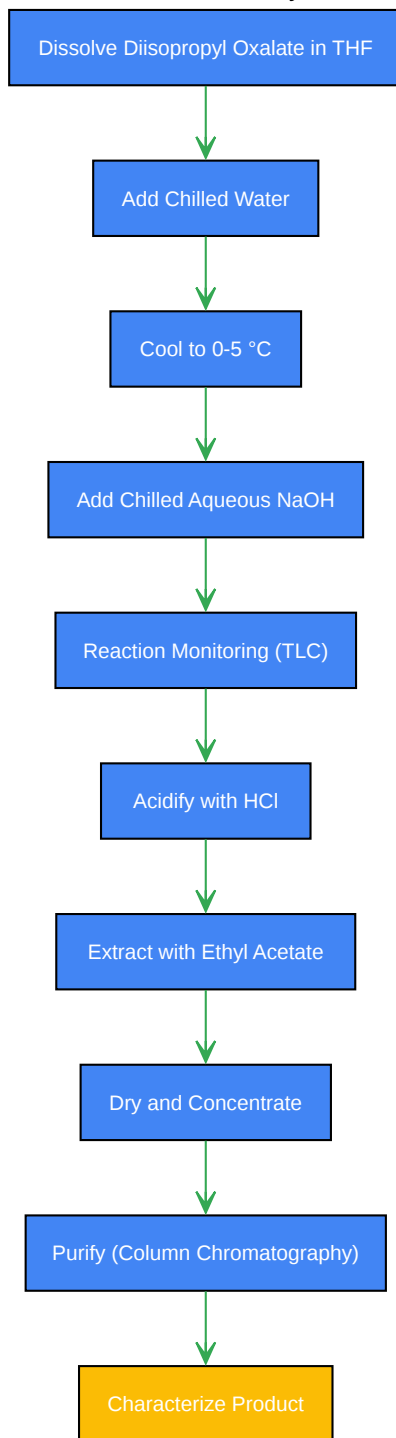 Dissolve Diisopropyl Oxalate in THF
Add Chilled Water
Cool to 0-5 °C
Add Chilled Aqueous NaOH
Reaction Monitoring (TLC)
Acidify with HCl
Extract with Ethyl Acetate
Dry and Concentrate
Purify (Column Chromatography)
Characterize Product